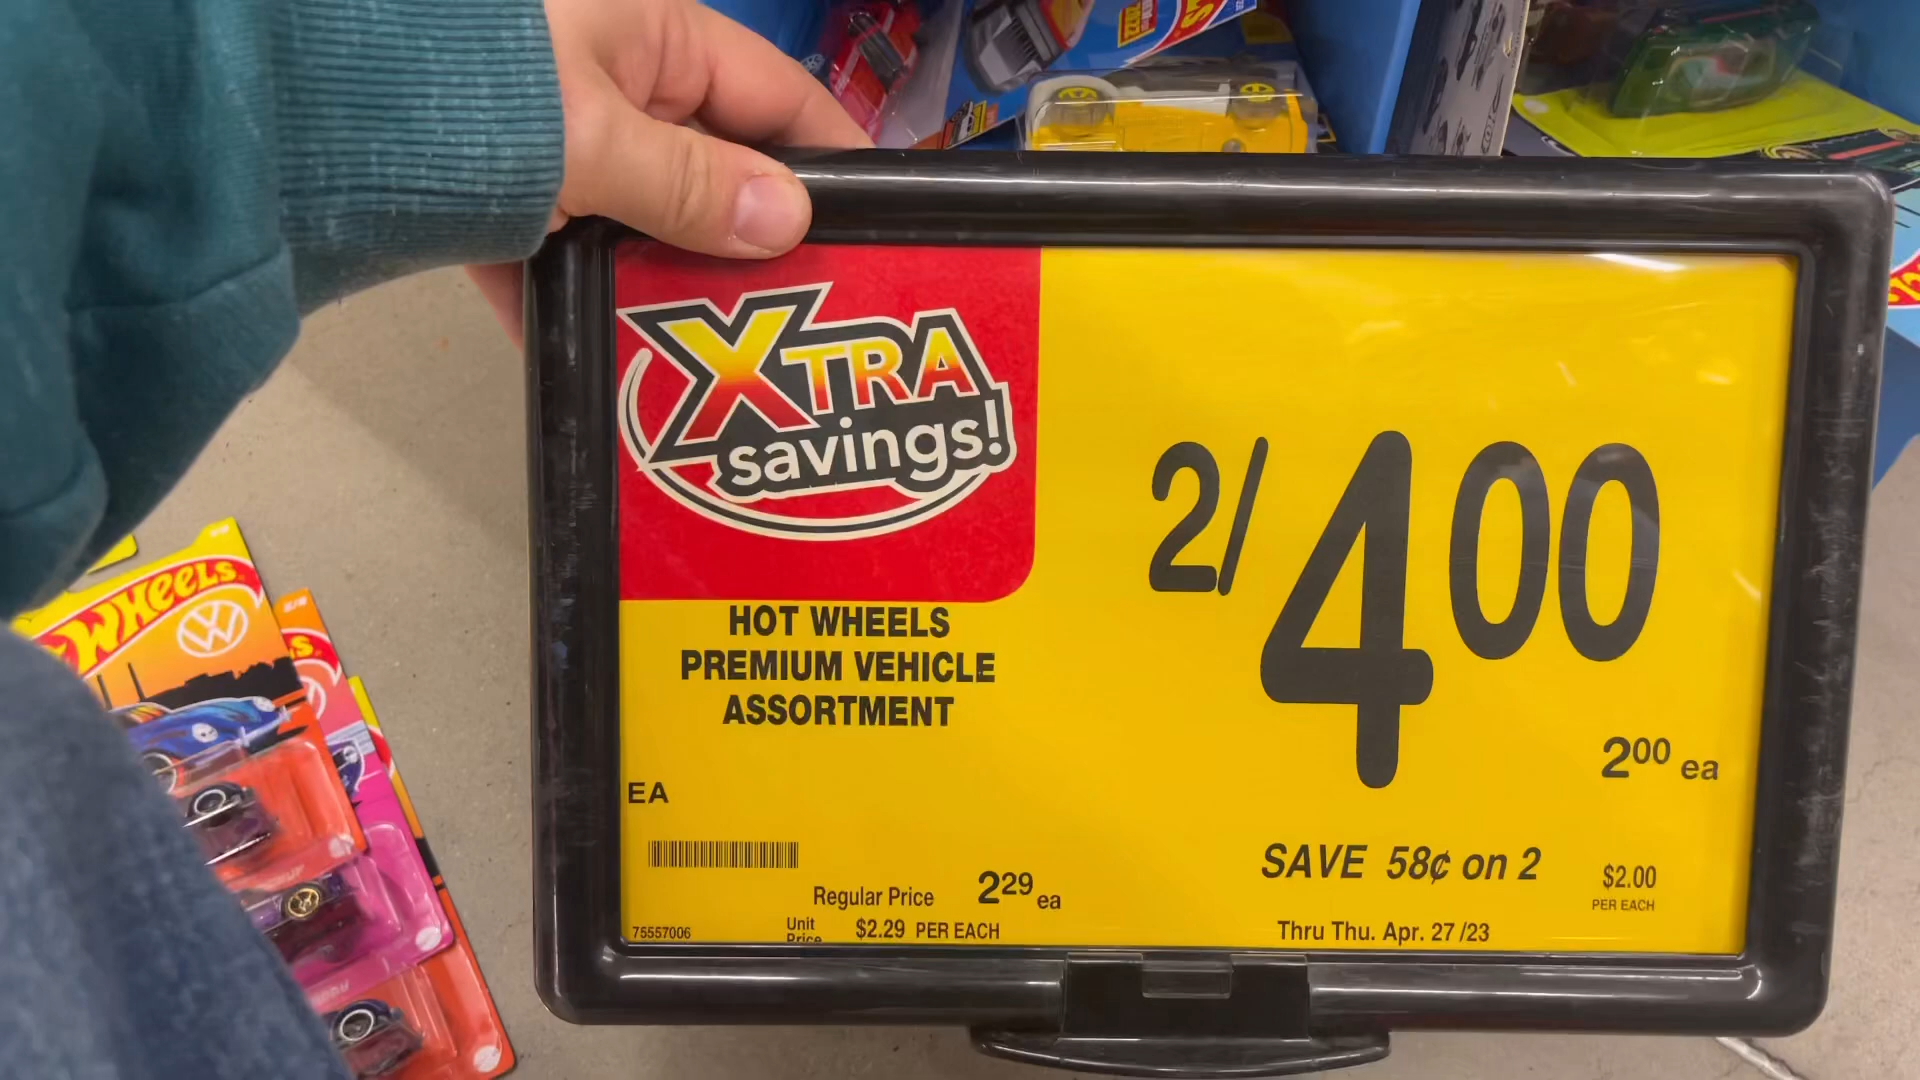 XTRA
savings!
HOT WHEELS
PREMIUM VEHICLE
ASSORTMENT
2/400
200 ea
EA
SAVE 58¢ on 2
$2.00
PER EACH
Regular Price 229 ea
75557006
Unit
Price
$2.29 PER EACH
Thru Thu. Apr. 27 /23
WHEELS